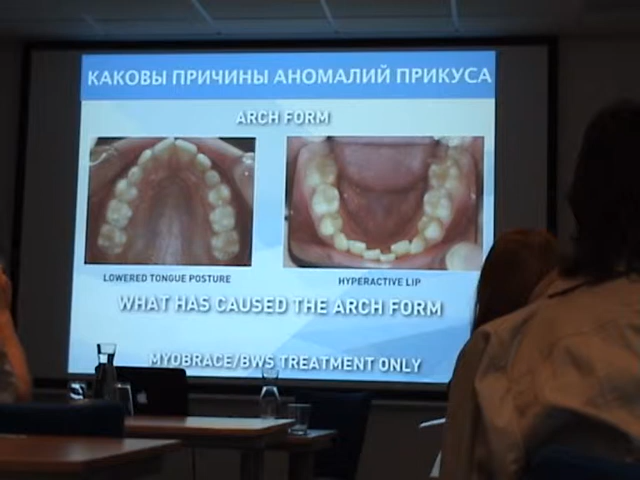 КАКОВЫ ПРИЧИНЫ АНОМАЛИЙ ПРИКУСА
ARCH FORM
LOWERED TONGUE POSTURE
HYPERACTIVE LIP
WHAT HAS CAUSED THE ARCH FORM
MYOBRACE/BWS TREATMENT ONLY